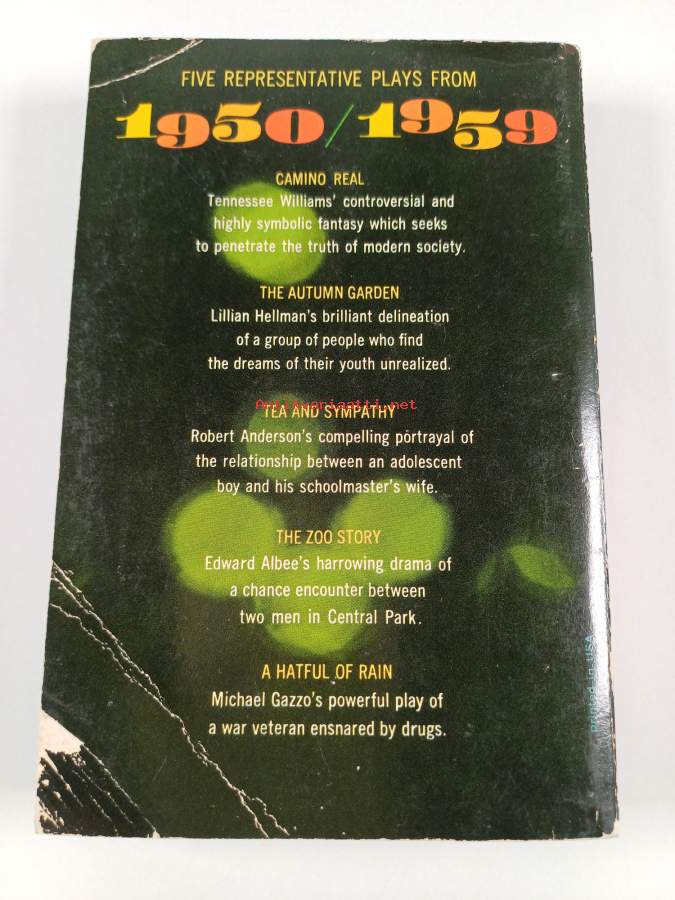 FIVE REPRESENTATIVE PLAYS FROM
1950/1959
CAMINO REAL
Tennessee Williams' controversial and
highly symbolic fantasy which seeks
to penetrate the truth of modern society.
THE AUTUMN GARDEN
Lillian Hellman's brilliant delineation
of a group of people who find
the dreams of their youth unrealized.
Antikvariaatti.net
TEA AND SYMPATHY
Robert Anderson's compelling portrayal of
the relationship between an adolescent
boy and his schoolmaster's wife.
THE ZOO STORY
Edward Albee's harrowing drama of
a chance encounter between
two men in Central Park.
A HATFUL OF RAIN
Michael Gazzo's powerful play of
a war veteran ensnared by drugs.
Printed in USA